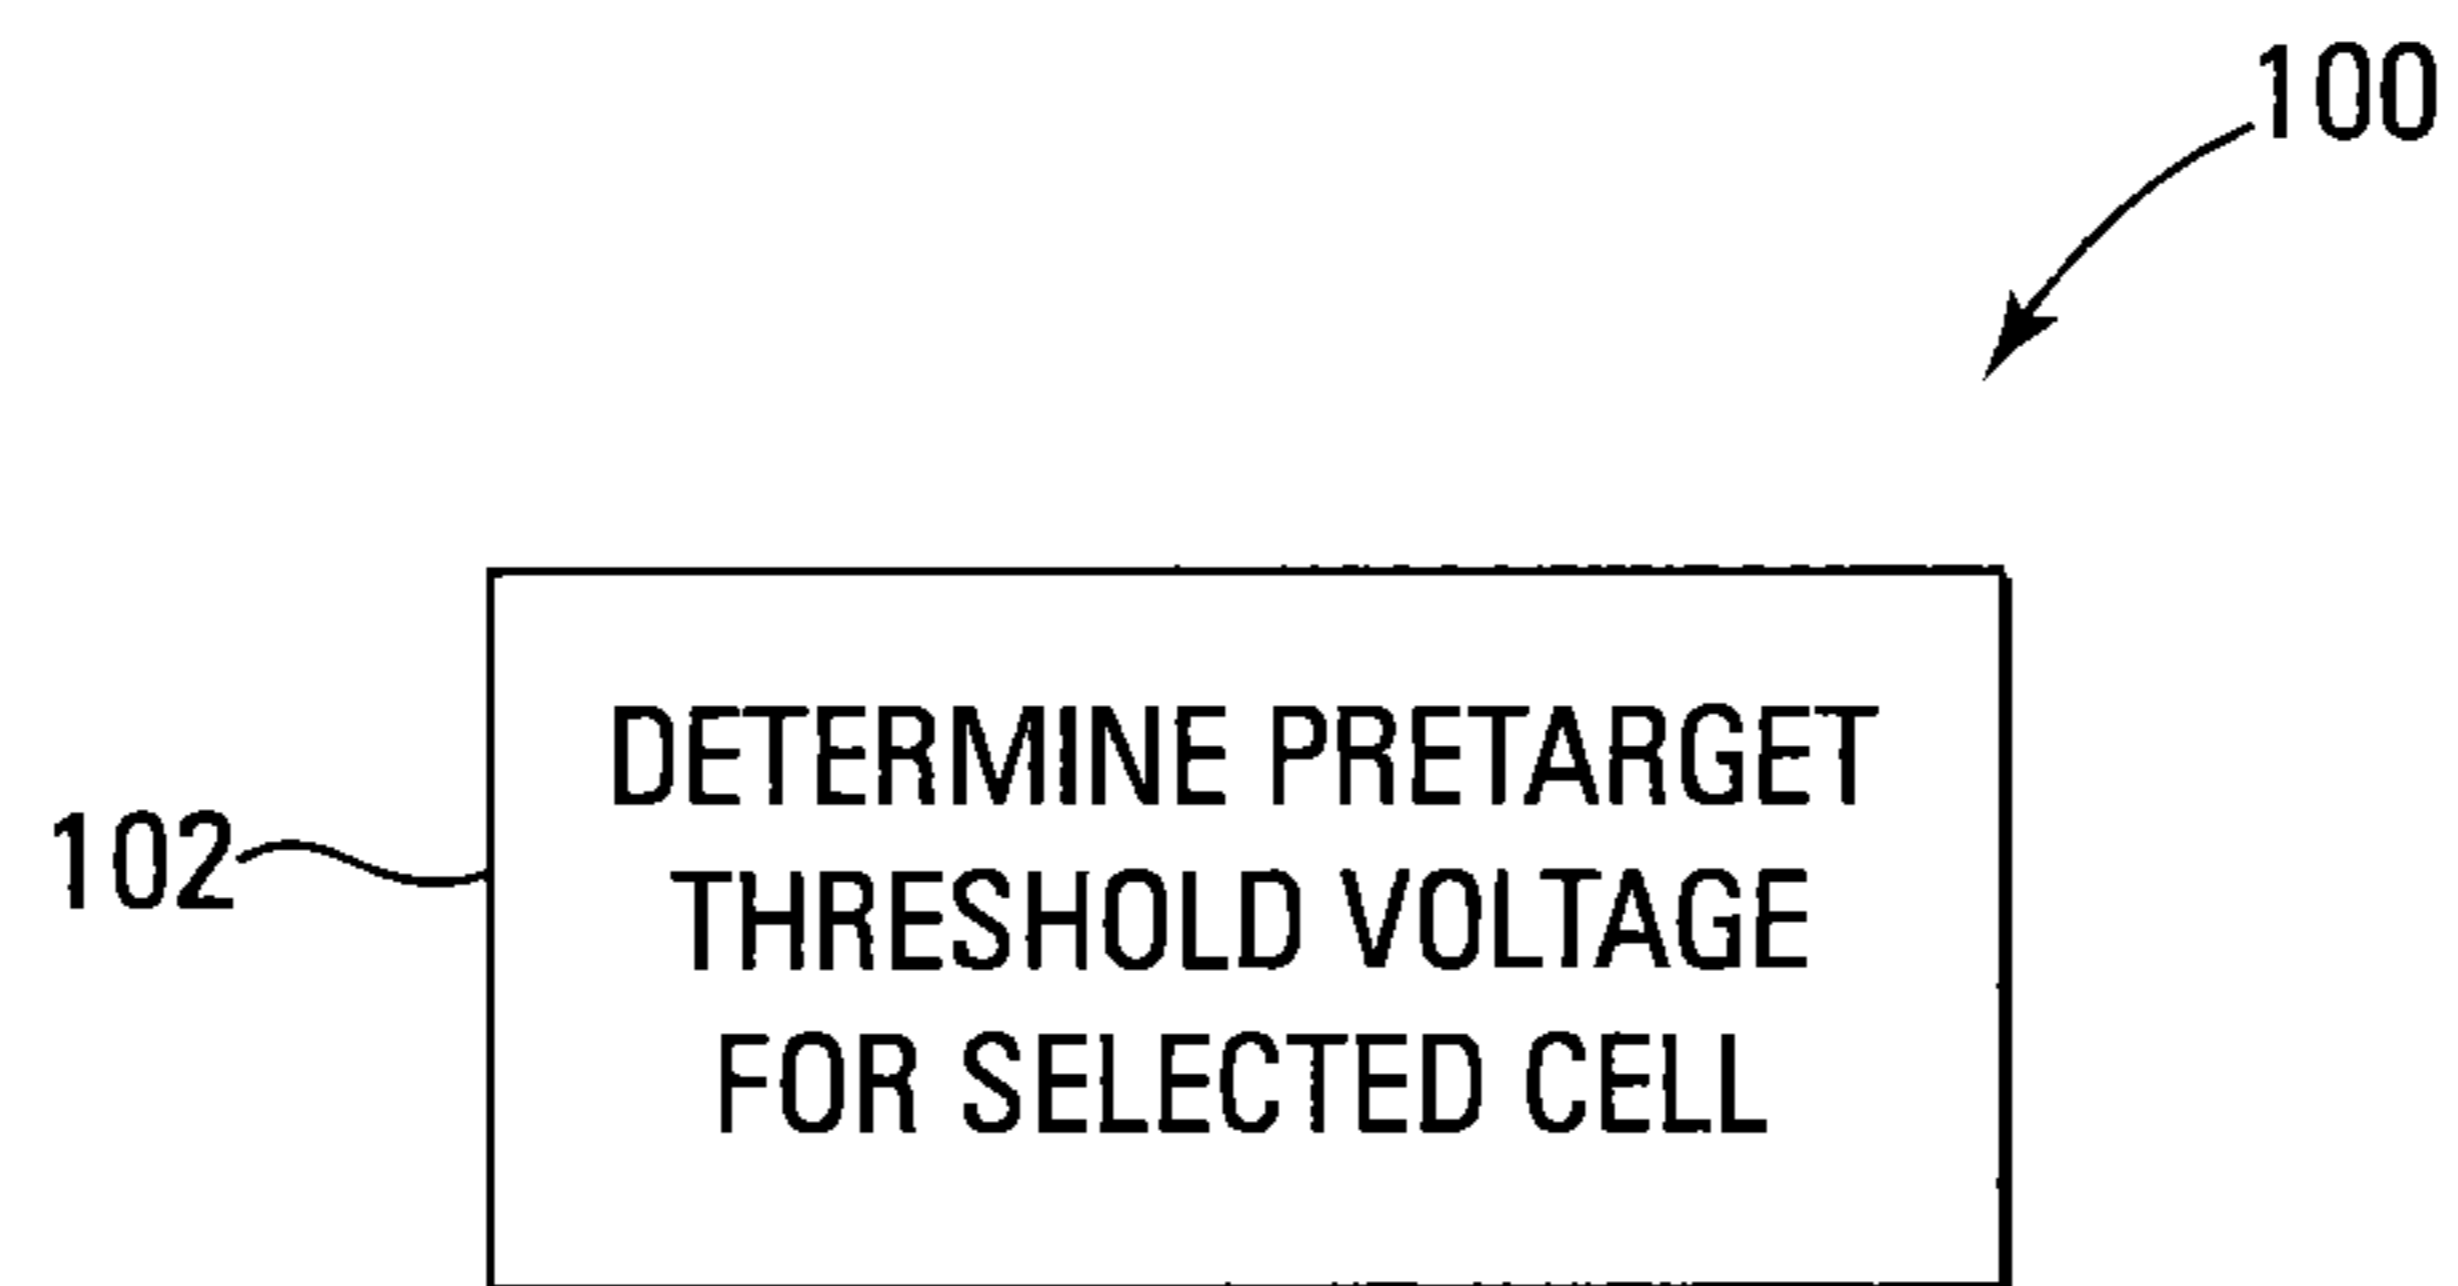 100
DETERMINE PRETARGET
THRESHOLD VOLTAGE
FOR SELECTED CELL
102